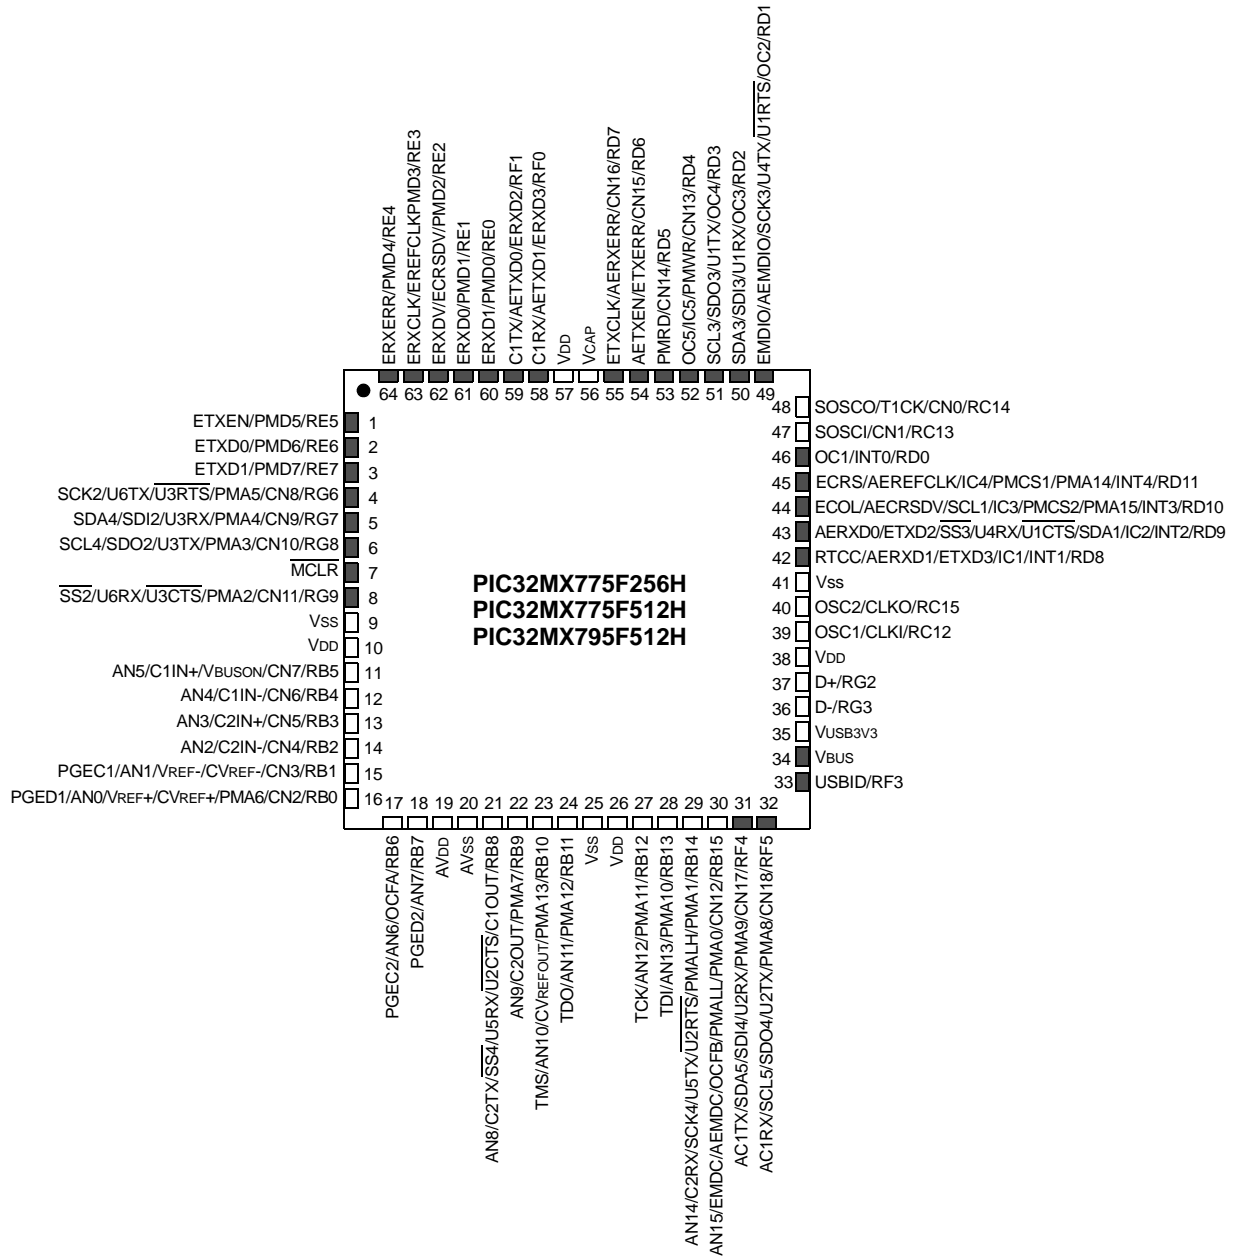 ERXERR/PMD4/RE4
ERXCLK/EREFCLKPMD3/RE3
ERXDV/ECRSDV/PMD2/RE2
ERXD0/PMD1/RE1
ERXD1/PMD0/RE0
C1TX/AETXD0/ERXD2/RF1
C1RX/AETXD1/ERXD3/RF0
VDD
VCAP
ETXCLK/AERXERR/CN16/RD7
AETXEN/ETXERR/CN15/RD6
PMRD/CN14/RD5
OC5/IC5/PMWR/CN13/RD4
SCL3/SDO3/U1TX/OC4/RD3
SDA3/SDI3/U1RX/OC3/RD2
EMDIO/AEMDIO/SCK3/U4TX/U1RTS/OC2/RD1
64 63 62 61 60 59 58 57 56 55 54 53 52 51 50 49
ETXEN/PMD5/RE5 1
ETXD0/PMD6/RE6 2
ETXD1/PMD7/RE7 3
SCK2/U6TX/U3RTS/PMA5/CN8/RG6 4
SDA4/SDI2/U3RX/PMA4/CN9/RG7 5
SCL4/SDO2/U3TX/PMA3/CN10/RG8 6
MCLR 7
SS2/U6RX/U3CTS/PMA2/CN11/RG9 8
VSS 9
VDD 10
AN5/C1IN+/VBUSON/CN7/RB5 11
AN4/C1IN-/CN6/RB4 12
AN3/C2IN+/CN5/RB3 13
AN2/C2IN-/CN4/RB2 14
PGEC1/AN1/VREF-/CVREF-/CN3/RB1 15
PGED1/AN0/VREF+/CVREF+/PMA6/CN2/RB0 16
PIC32MX775F256H
PIC32MX775F512H
PIC32MX795F512H
48 SOSCO/T1CK/CN0/RC14
47 SOSCI/CN1/RC13
46 OC1/INT0/RD0
45 ECRS/AEREFCLK/IC4/PMCS1/PMA14/INT4/RD11
44 ECOL/AECRSDV/SCL1/IC3/PMCS2/PMA15/INT3/RD10
43 AERXD0/ETXD2/SS3/U4RX/U1CTS/SDA1/IC2/INT2/RD9
42 RTCC/AERXD1/ETXD3/IC1/INT1/RD8
41 Vss
40 OSC2/CLKO/RC15
39 OSC1/CLKI/RC12
38 VDD
37 D+/RG2
36 D-/RG3
35 VUSB3V3
34 VBUS
33 USBID/RF3
17 18 19 20 21 22 23 24 25 26 27 28 29 30 31 32
PGEC2/AN6/OCFA/RB6
PGED2/AN7/RB7
AVDD
AVSS
AN8/C2TX/SS4/U5RX/U2CTS/C1OUT/RB8
AN9/C2OUT/PMA7/RB9
TMS/AN10/CVREFOUT/PMA13/RB10
TDO/AN11/PMA12/RB11
VSS
VDD
TCK/AN12/PMA11/RB12
TDI/AN13/PMA10/RB13
AN14/C2RX/SCK4/U5TX/U2RTS/PMALH/PMA1/RB14
AN15/EMDC/AEMDC/OCFB/PMALL/PMA0/CN12/RB15
AC1TX/SDA5/SDI4/U2RX/PMA9/CN17/RF4
AC1RX/SCL5/SDO4/U2TX/PMA8/CN18/RF5